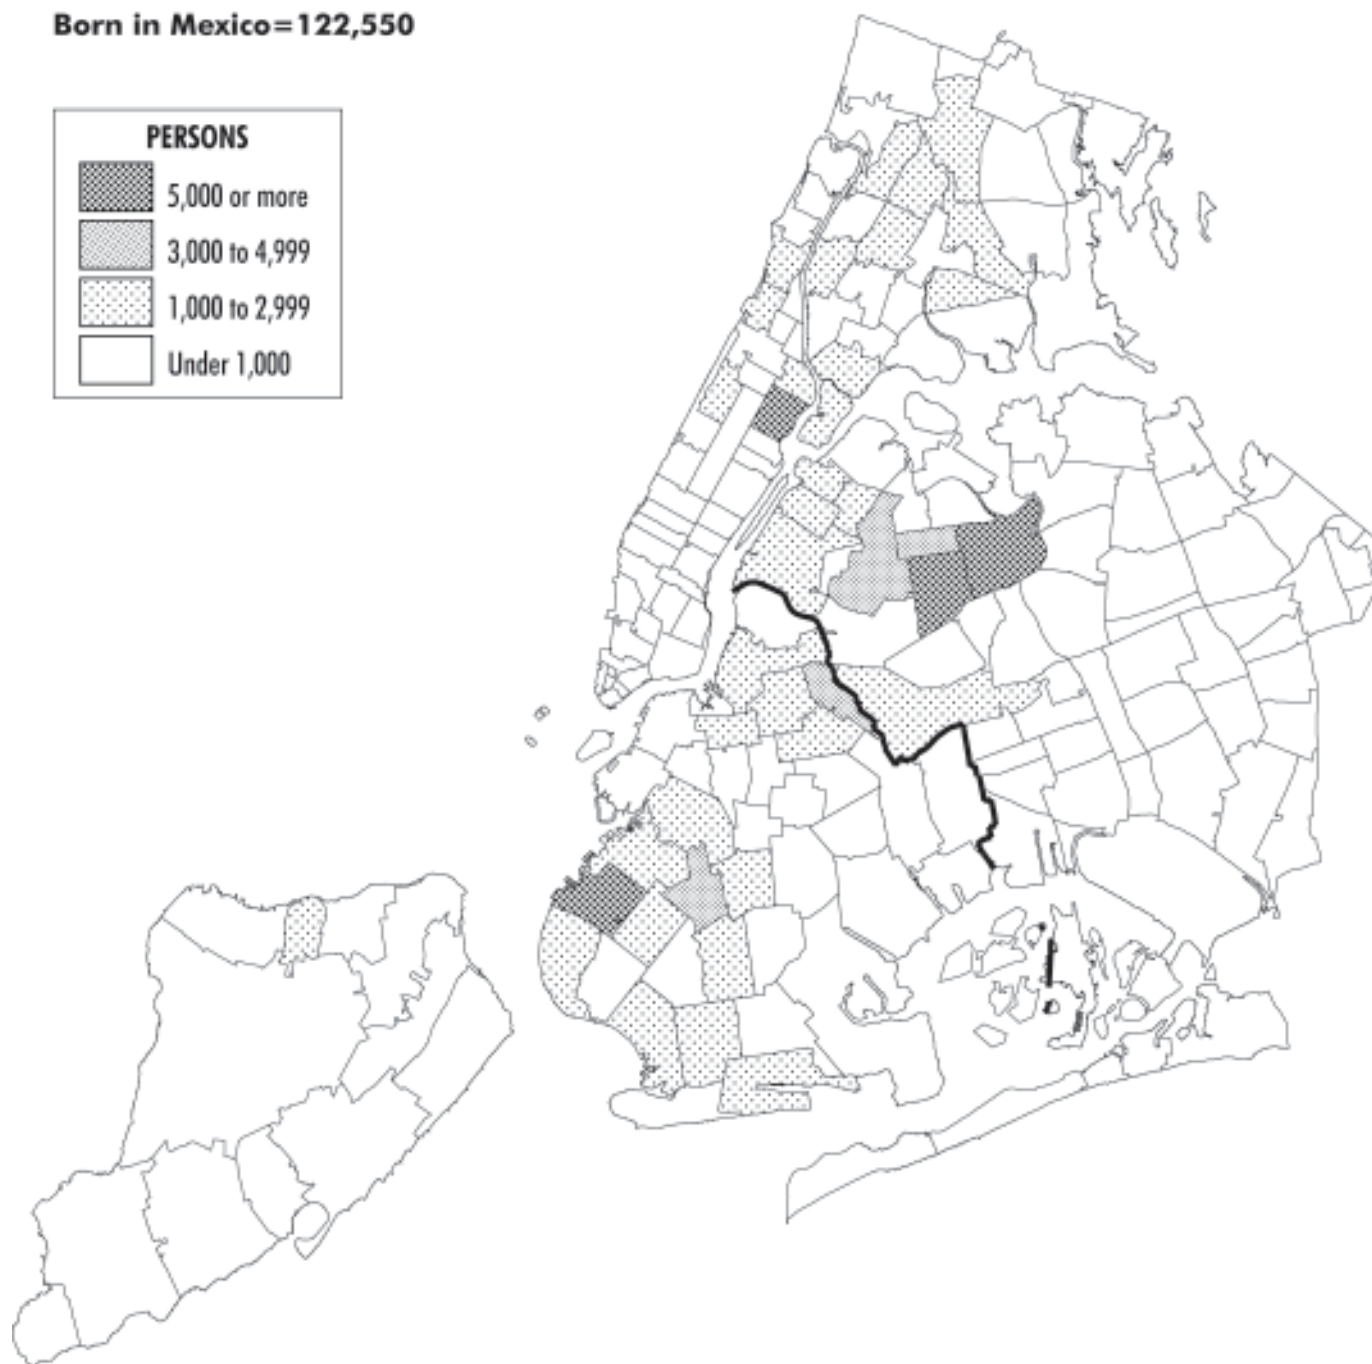 Born in Mexico=122,550
PERSONS
5,000 or more
3,000 to 4,999
1,000 to 2,999
Under 1,000